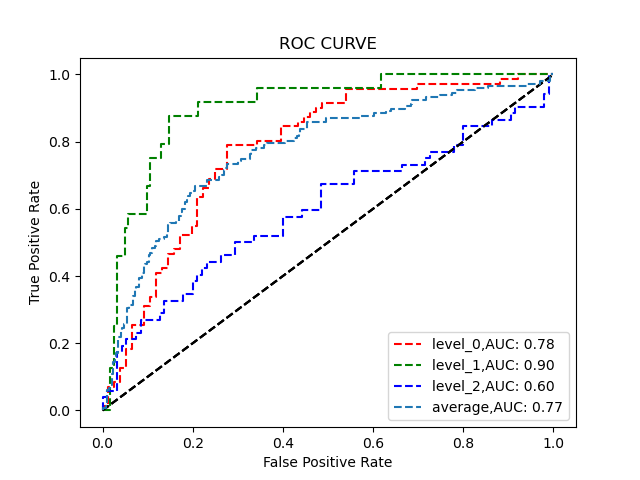 ROC CURVE
True Positive Rate
1.0
0.8
0.6
0.4
0.2
0.0
level_0,AUC: 0.78
level_1,AUC: 0.90
level_2,AUC: 0.60
average,AUC: 0.77
0.0 0.2 0.4 0.6 0.8 1.0
False Positive Rate